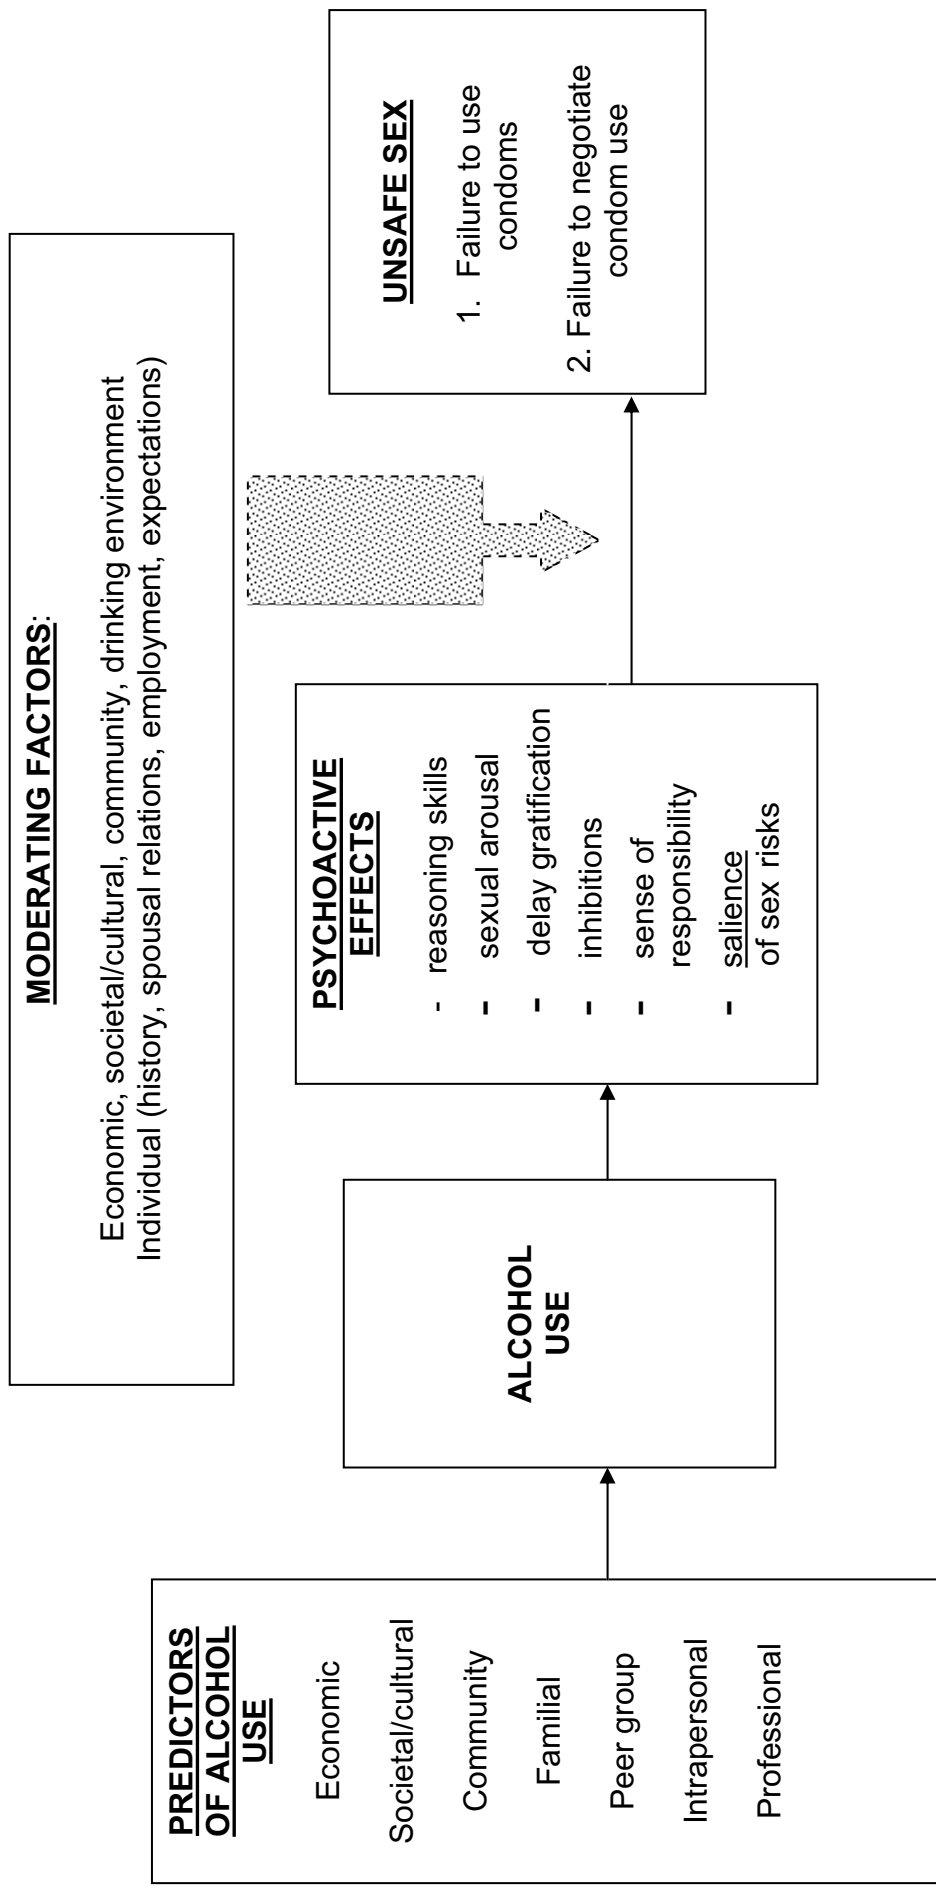 MODERATING FACTORS:
Economic, societal/cultural, community, drinking environment
Individual (history, spousal relations, employment, expectations)
PREDICTORS
OF ALCOHOL
USE
Economic
Societal/cultural
Community
Familial
Peer group
Intrapersonal
Professional
ALCOHOL
USE
PSYCHOACTIVE
EFFECTS
- reasoning skills
- sexual arousal
- delay gratification
- inhibitions
- sense of
responsibility
- salience
of sex risks
UNSAFE SEX
1. Failure to use
condoms
2. Failure to negotiate
condom use